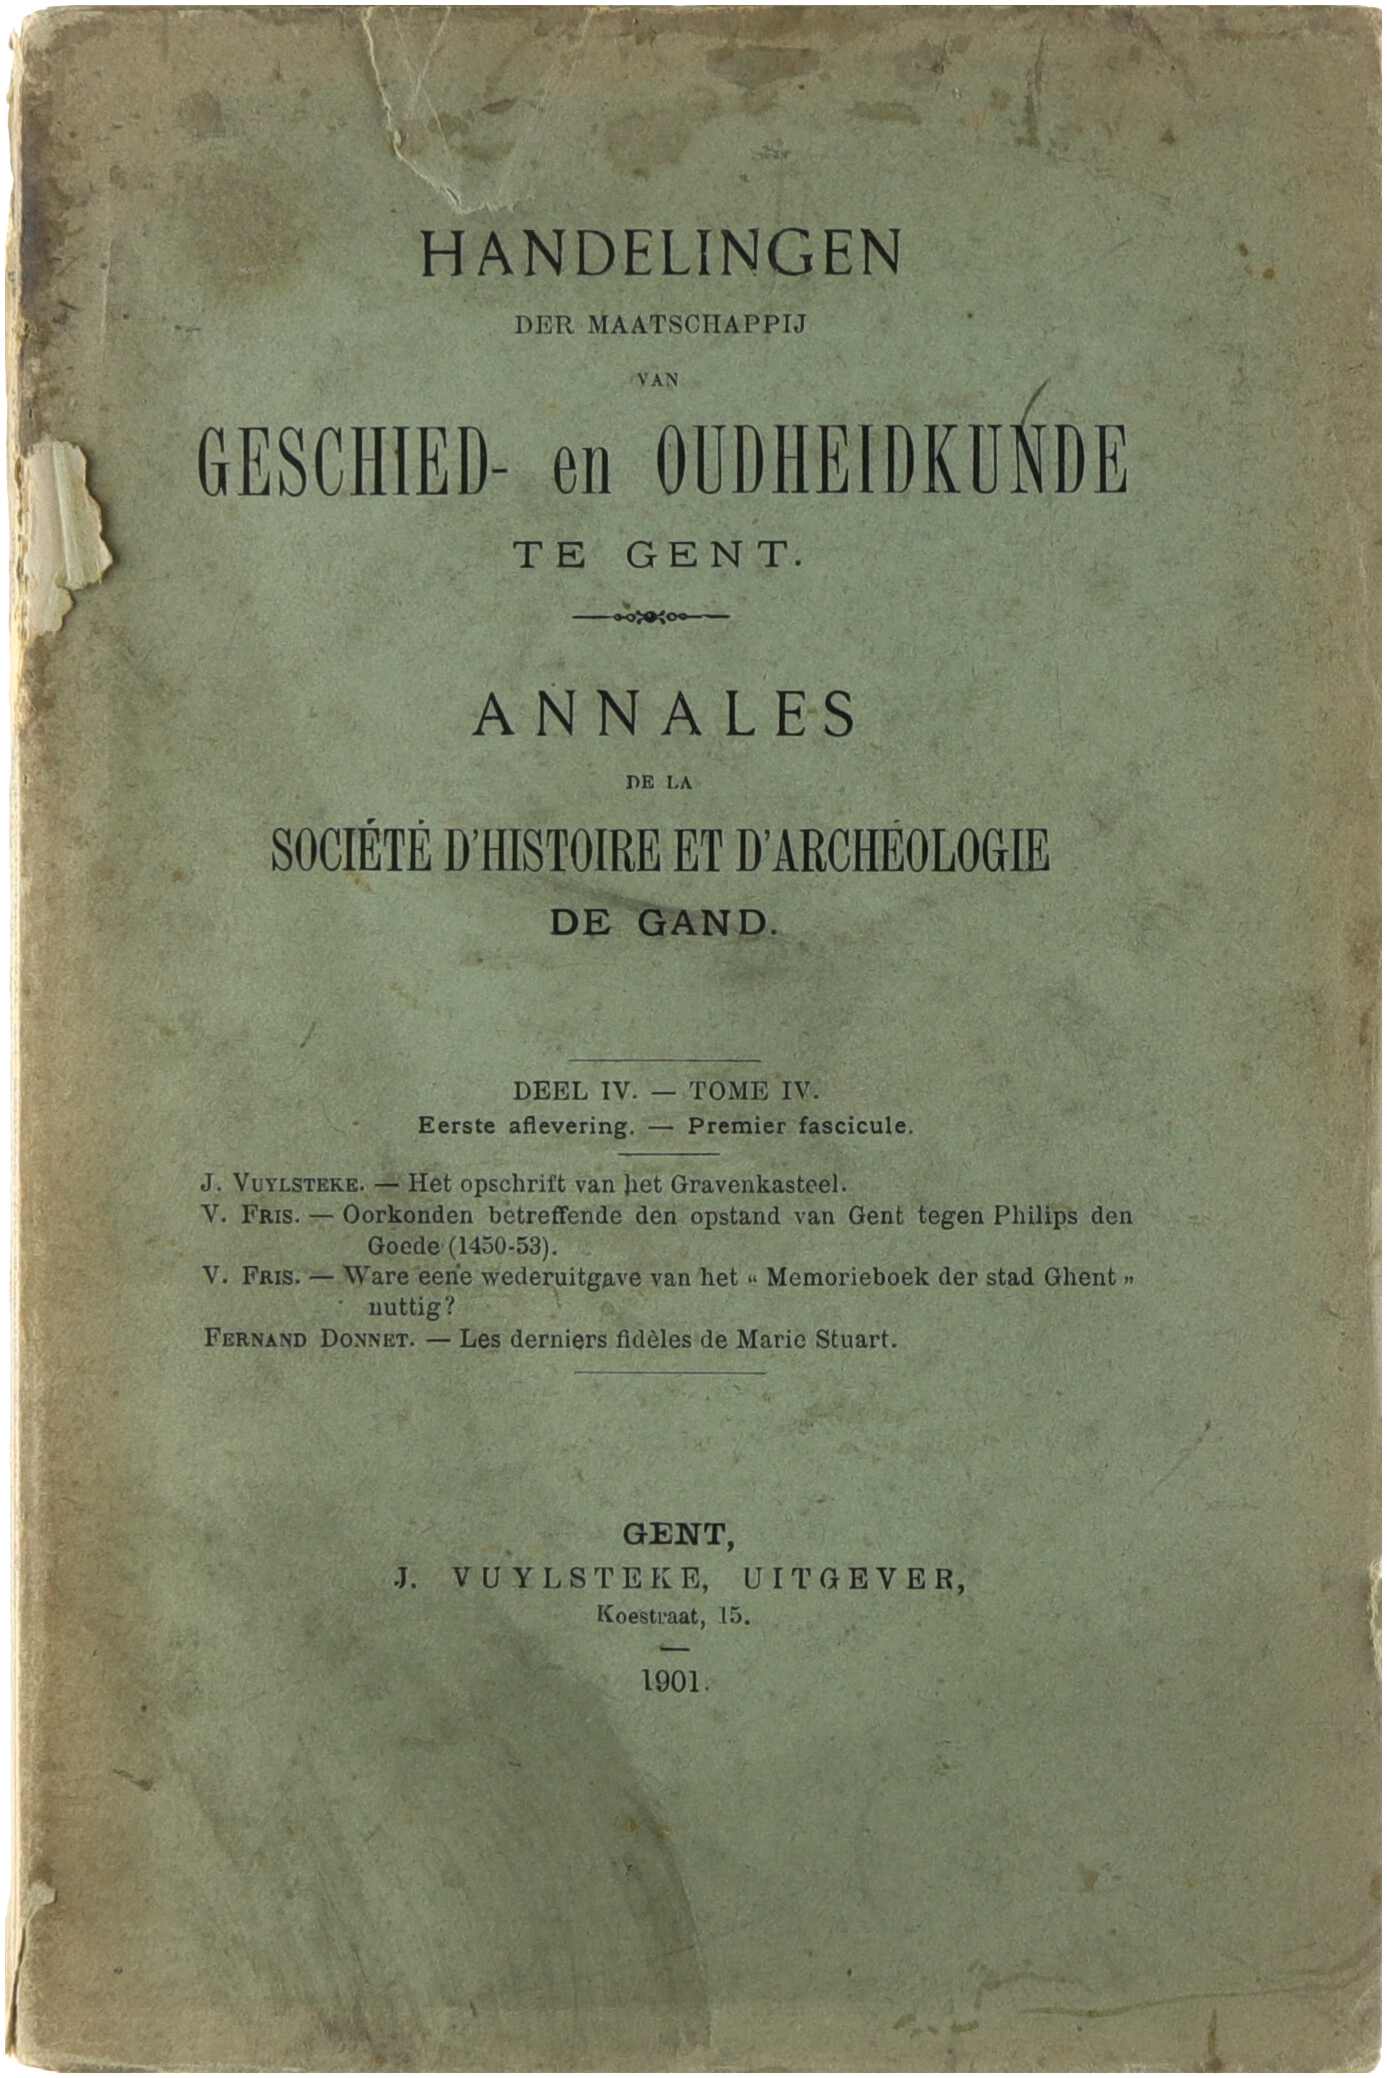 HANDELINGEN
DER MAATSCHAPPIJ
VAN
GESCHIED- en OUDHEIDKUNDE
TE GENT.
ANNALES
DE LA
SOCIÉTÉ D'HISTOIRE ET D'ARCHÉOLOGIE
DE GAND.
DEEL IV. — TOME IV.
Eerste aflevering. — Premier fascicule.
J. VUYLSTEKE. — Het opschrift van het Gravenkasteel.
V. FRIS. — Oorkonden betreffende den opstand van Gent tegen Philips den
Goede (1450-53).
V. FRIS. — Ware eene wederuitgave van het « Memorieboek der stad Ghent »
nuttig?
FERNAND DONNET. — Les derniers fidèles de Marie Stuart.
GENT,
J. VUYLSTEKE, UITGEVER,
Koestraat, 15.
1901.